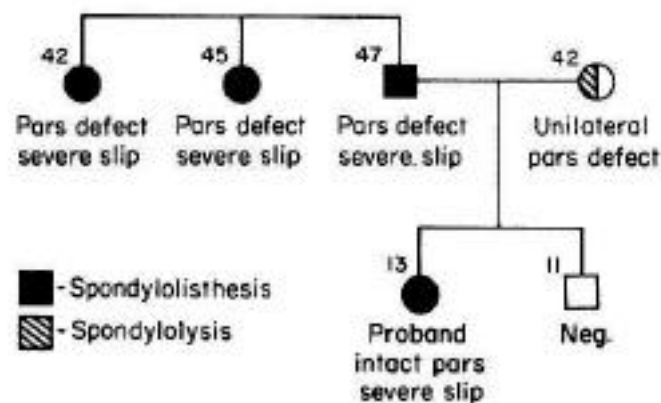 42
45
47
42
Pars defect
severe slip
Pars defect
severe slip
Pars defect
severe. slip
Unilateral
pars defect
13
11
-Spondylolisthesis
-Spondylolysis
Proband
intact pars
severe slip
Neg.